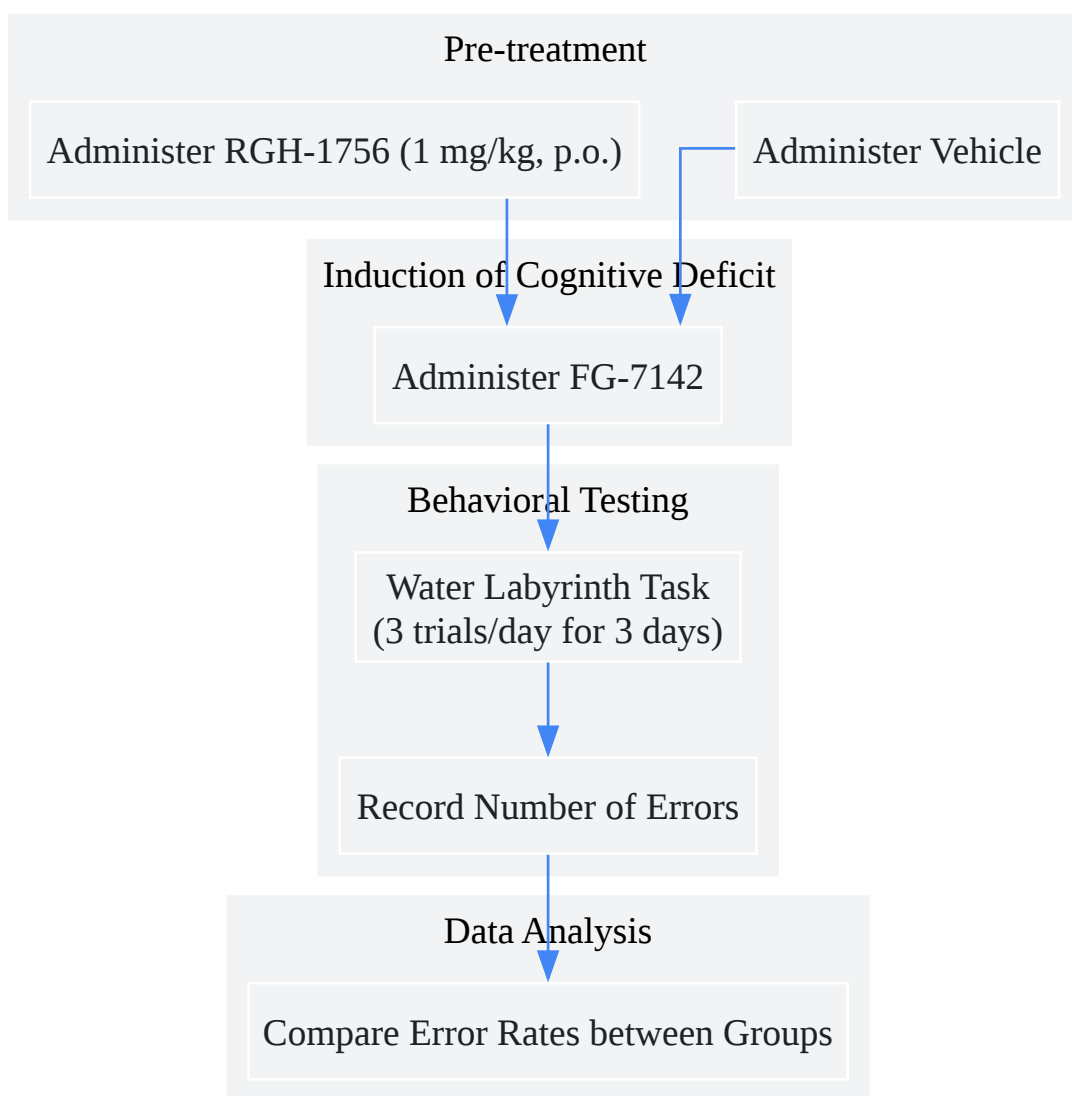 Pre-treatment
Administer RGH-1756 (1 mg/kg, p.o.)
Administer Vehicle
Induction of Cognitive Deficit
Administer FG-7142
Behavioral Testing
Water Labyrinth Task
(3 trials/day for 3 days)
Record Number of Errors
Data Analysis
Compare Error Rates between Groups